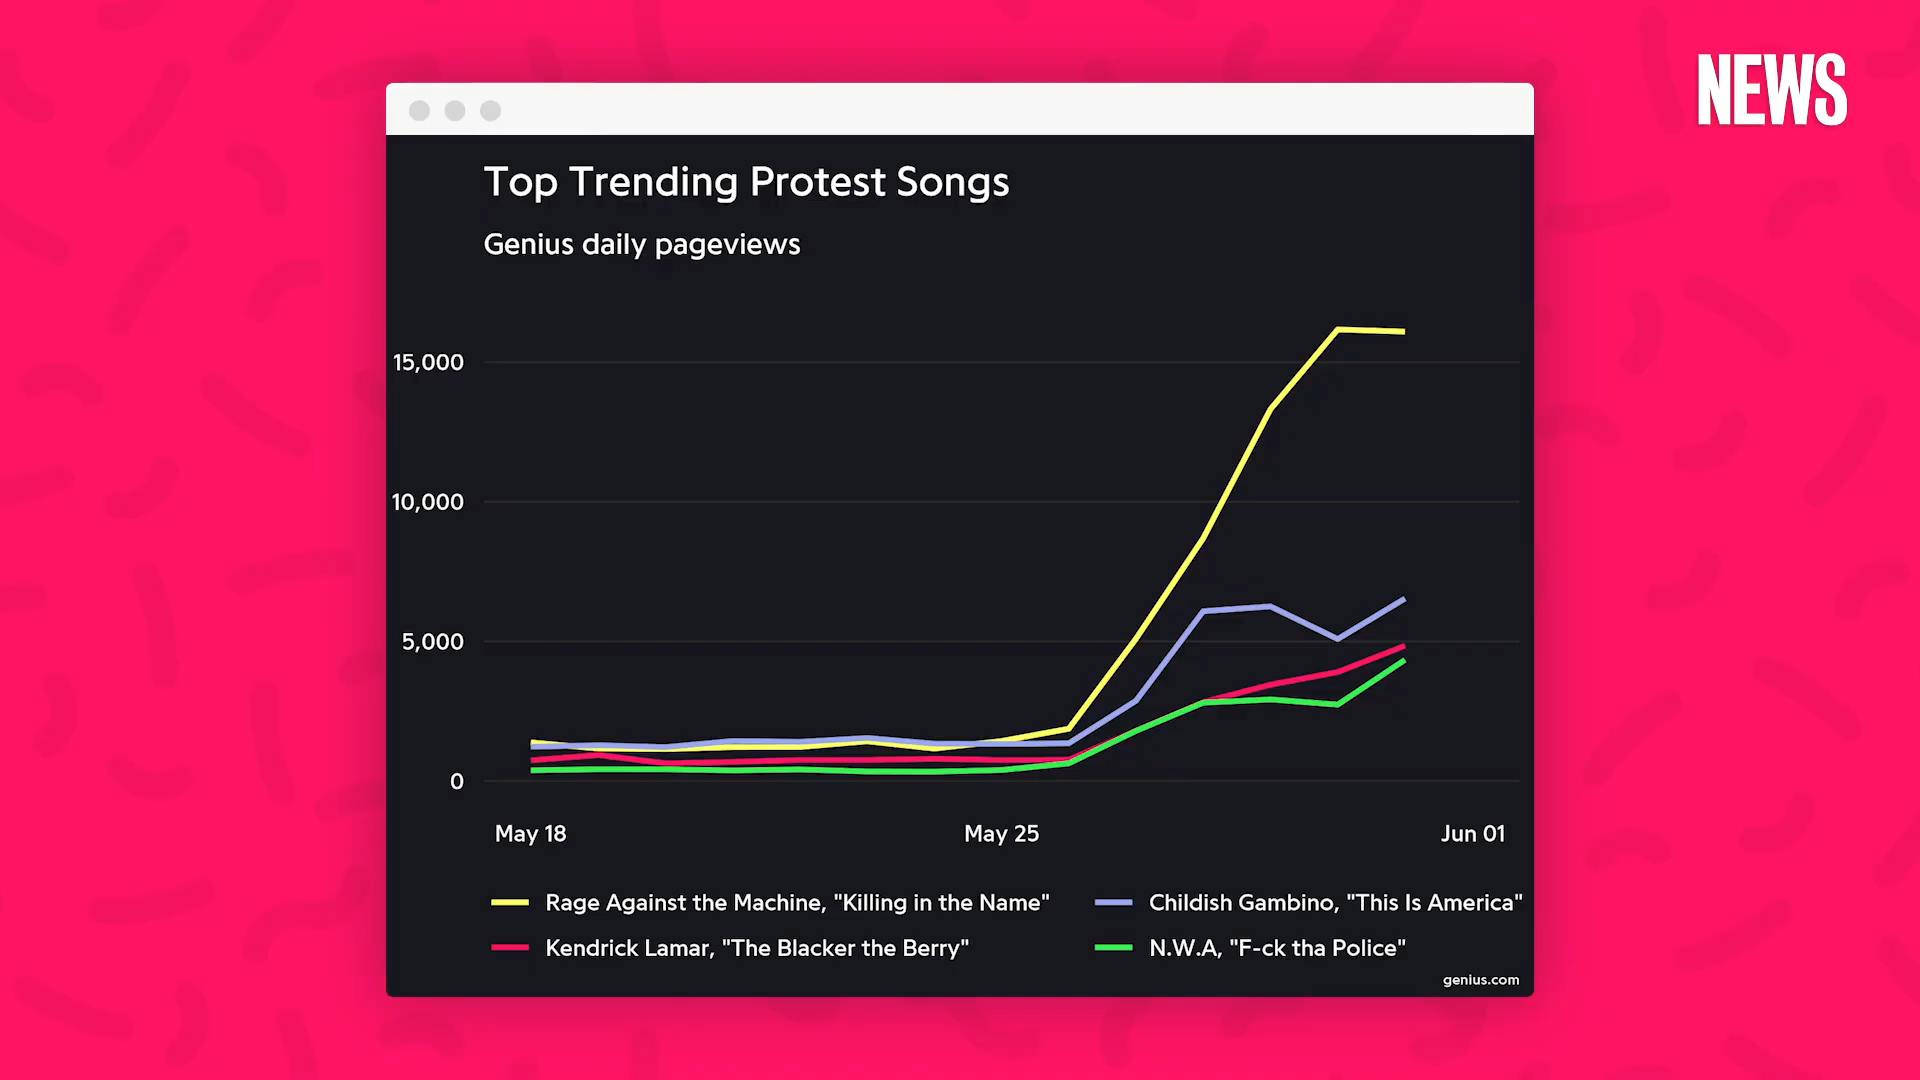 NEWS
Top Trending Protest Songs
Genius daily pageviews
15,000
10,000
5,000
0
May 18 May 25 Jun 01
Rage Against the Machine, "Killing in the Name" Childish Gambino, "This Is America"
Kendrick Lamar, "The Blacker the Berry" N.W.A, "F-ck tha Police"
genius.com